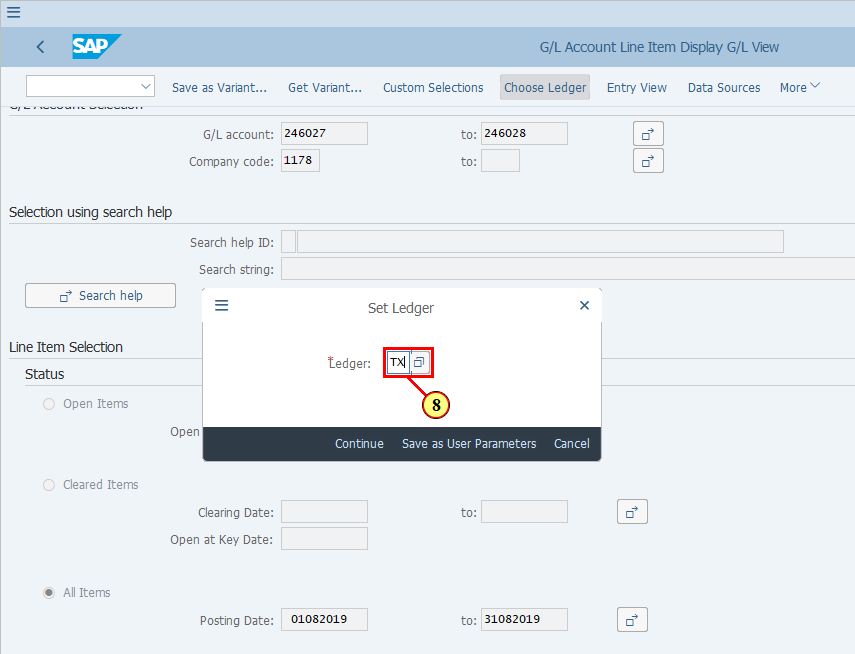 SAP
G/L Account Line Item Display G/L View
Save as Variant... Get Variant... Custom Selections Choose Ledger Entry View Data Sources More
G/L Account Selection
G/L account: 246027 to: 246028
Company code: 1178 to:
Selection using search help
Search help ID:
Search string:
Search help
Set Ledger
*Ledger: TX
8
Continue Save as User Parameters Cancel
Line Item Selection
Status
Open Items
Open
Cleared Items
Clearing Date: to:
Open at Key Date:
All Items
Posting Date: 01082019 to: 31082019